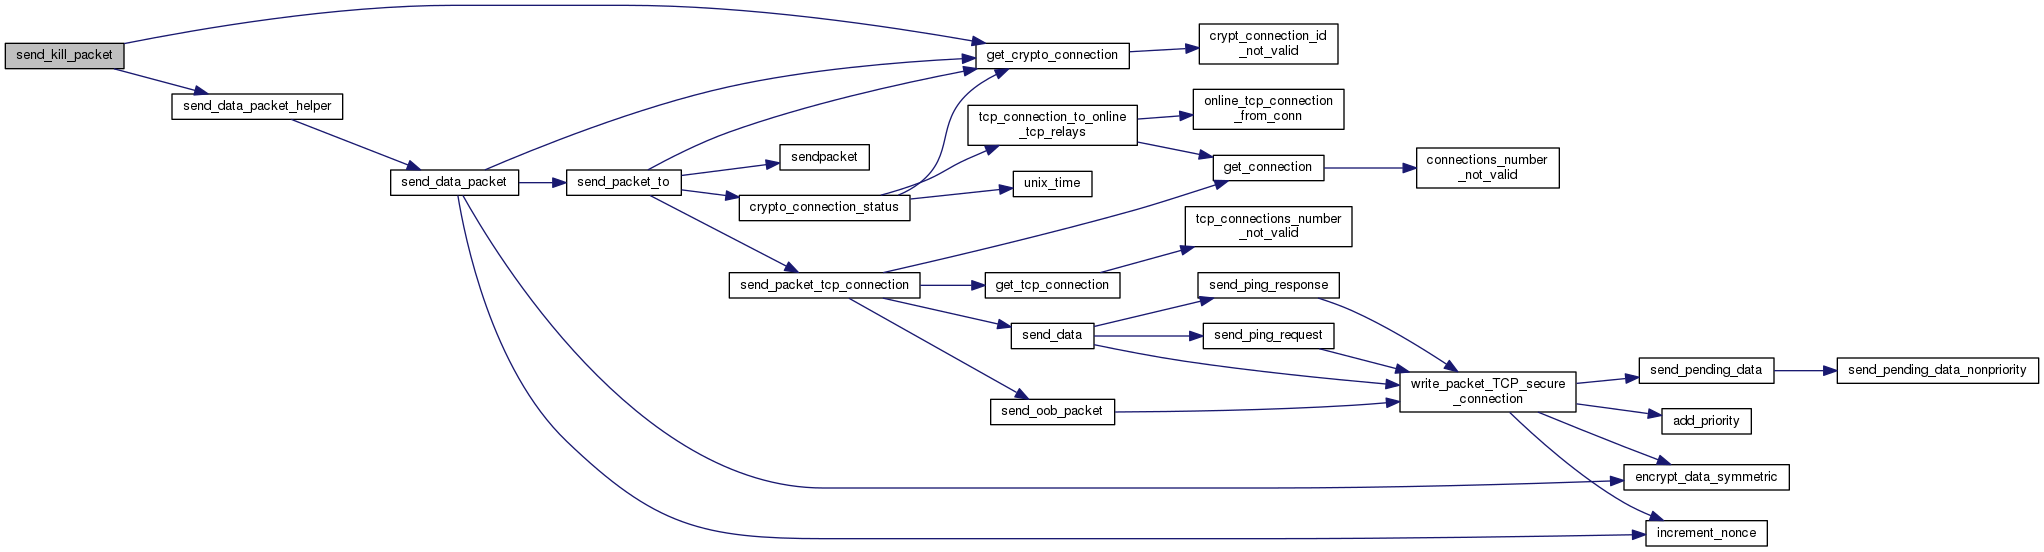 send_kill_packet
send_data_packet_helper
send_data_packet
send_packet_to
get_crypto_connection
crypt_connection_id
_not_valid
tcp_connection_to_online
_tcp_relays
online_tcp_connection
_from_conn
sendpacket
crypto_connection_status
unix_time
get_connection
connections_number
_not_valid
tcp_connections_number
_not_valid
send_packet_tcp_connection
get_tcp_connection
send_ping_response
send_data
send_ping_request
send_oob_packet
write_packet_TCP_secure
_connection
send_pending_data
send_pending_data_nonpriority
add_priority
encrypt_data_symmetric
increment_nonce